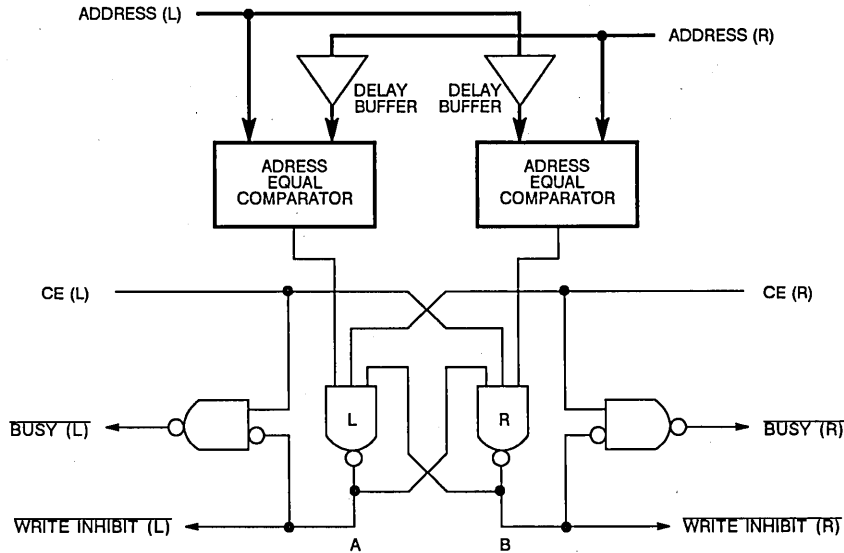 ADDRESS (L)
ADDRESS (R)
DELAY
BUFFER
DELAY
BUFFER
ADRESS
EQUAL
COMPARATOR
ADRESS
EQUAL
COMPARATOR
CE (L)
CE (R)
L
R
BUSY (L)
BUSY (R)
WRITE INHIBIT (L)
WRITE INHIBIT (R)
A
B